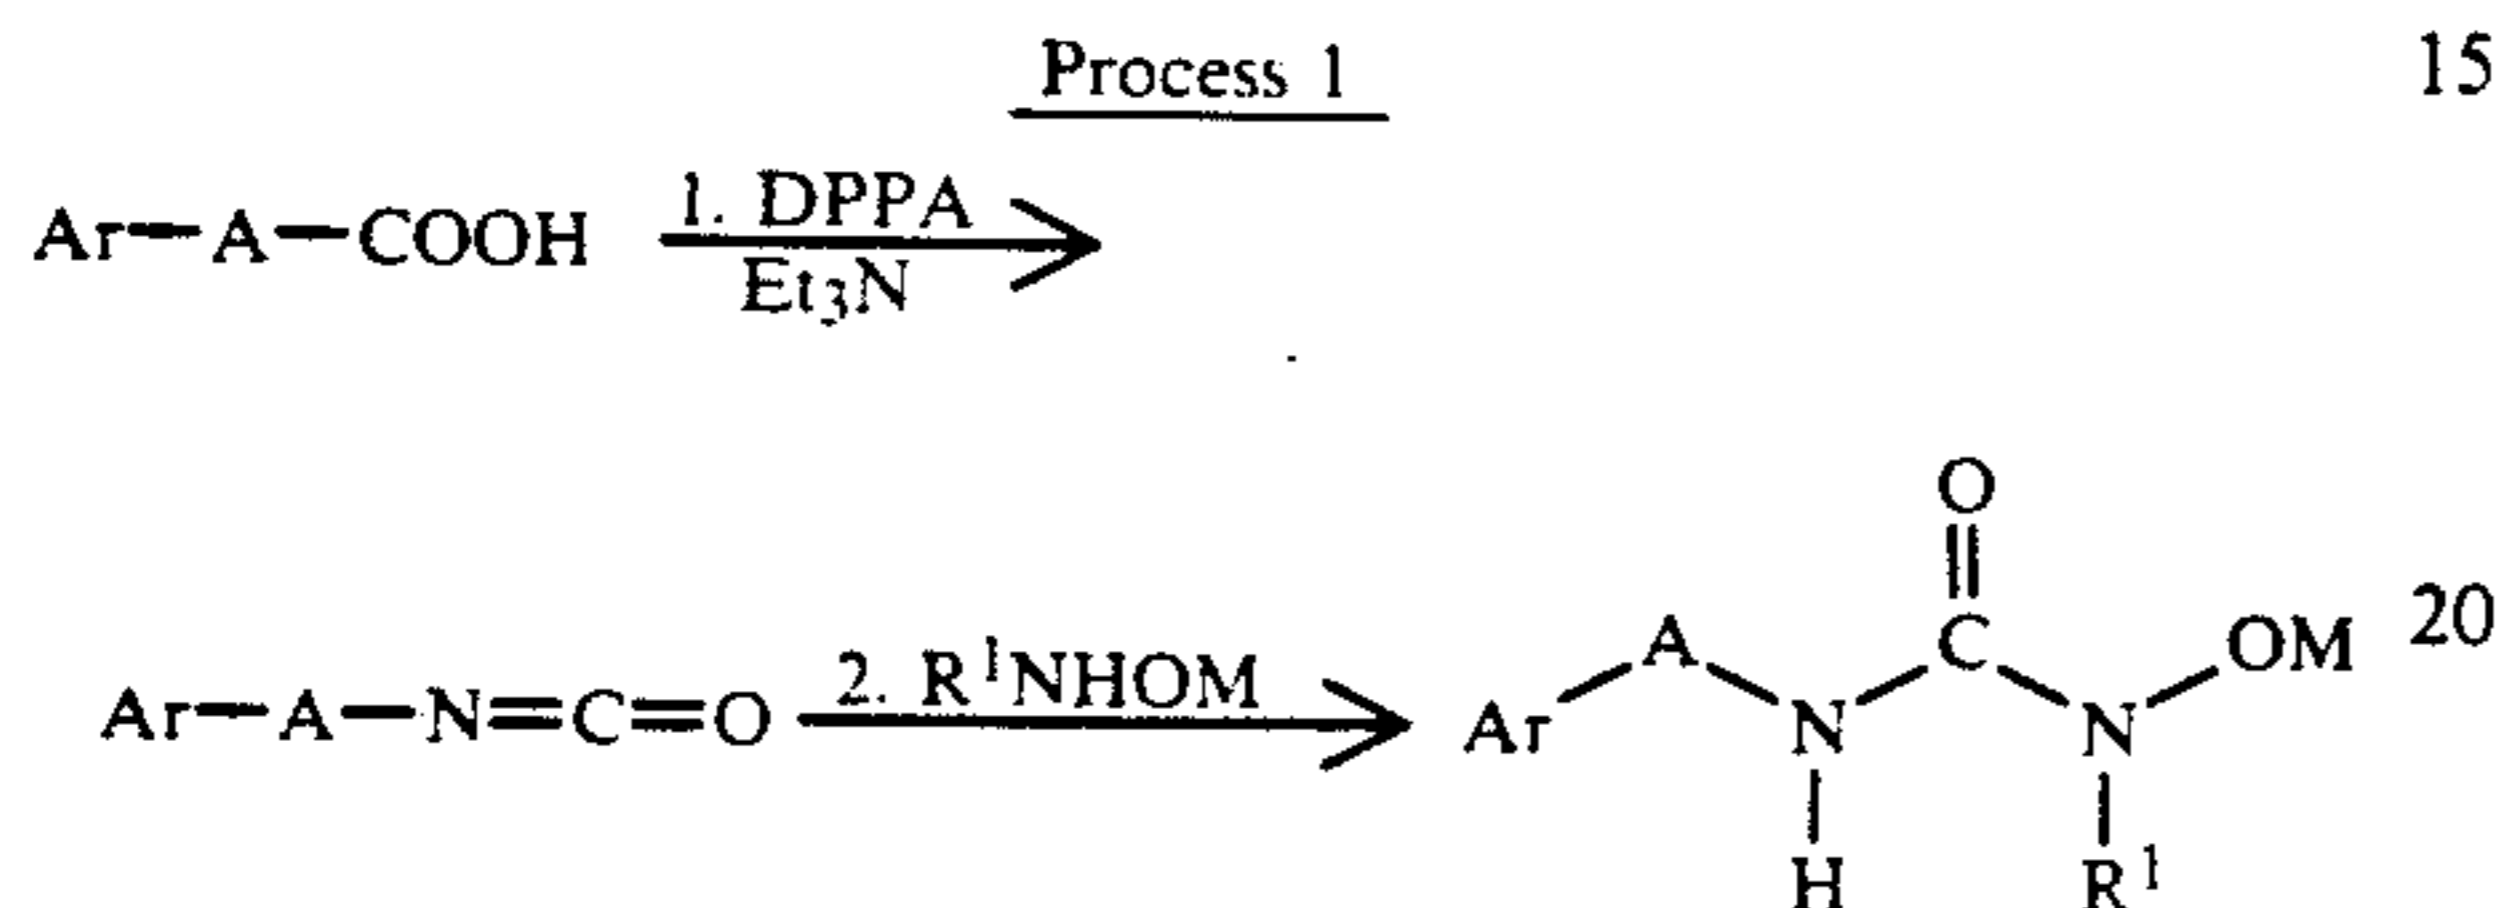 Process 1
15
Ar-A-COOH
1. DPPA
Et₃N
Ar-A-N=C=O
2. R¹NHOM
O
A C OM
20
Ar N N
H R¹